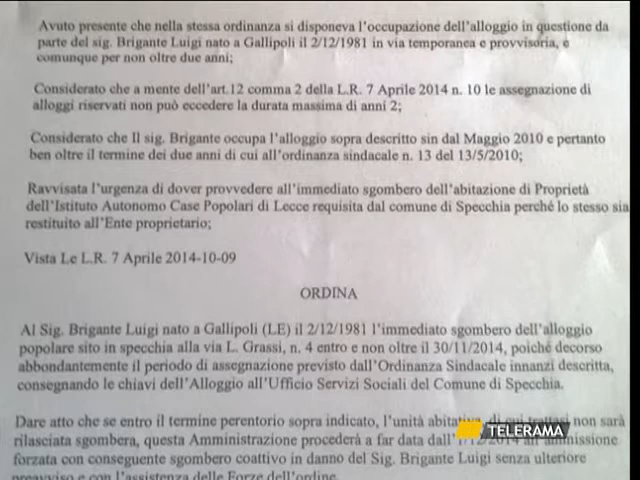 Avuto presente che nella stessa ordinanza si disponeva l'occupazione dell'alloggio in questione da
parte del sig. Brigante Luigi nato a Gallipoli il 2/12/1981 in via temporanea e provvisoria, e
comunque per non oltre due anni;
Considerato che a mente dell'art.12 comma 2 della L.R. 7 Aprile 2014 n. 10 le assegnazione di
alloggi riservati non può eccedere la durata massima di anni 2;
Considerato che Il sig. Brigante occupa l'alloggio sopra descritto sin dal Maggio 2010 e pertanto
ben oltre il termine dei due anni di cui all'ordinanza sindacale n. 13 del 13/5/2010;
Ravvisata l'urgenza di dover provvedere all'immediato sgombero dell'abitazione di Proprietà
dell'Istituto Autonomo Case Popolari di Lecce requisita dal comune di Specchia perché lo stesso sia
restituito all'Ente proprietario;
Vista Le L.R. 7 Aprile 2014-10-09
ORDINA
Al Sig. Brigante Luigi nato a Gallipoli (LE) il 2/12/1981 l'immediato sgombero dell'alloggio
popolare sito in specchia alla via L. Grassi, n. 4 entro e non oltre il 30/11/2014, poiché decorso
abbondantemente il periodo di assegnazione previsto dall'Ordinanza Sindacale innanzi descritta,
consegnando le chiavi dell'Alloggio all'Ufficio Servizi Sociali del Comune di Specchia.
Dare atto che se entro il termine perentorio sopra indicato, l'unità abitativa, di cui trattasi non sarà
rilasciata sgombera, questa Amministrazione procederà a far data dall'
TELERAMA
forzata con conseguente sgombero coattivo in danno del Sig. Brigante Luigi senza ulteriore
preavviso e con l'assistenza delle Forze dell'ordine.